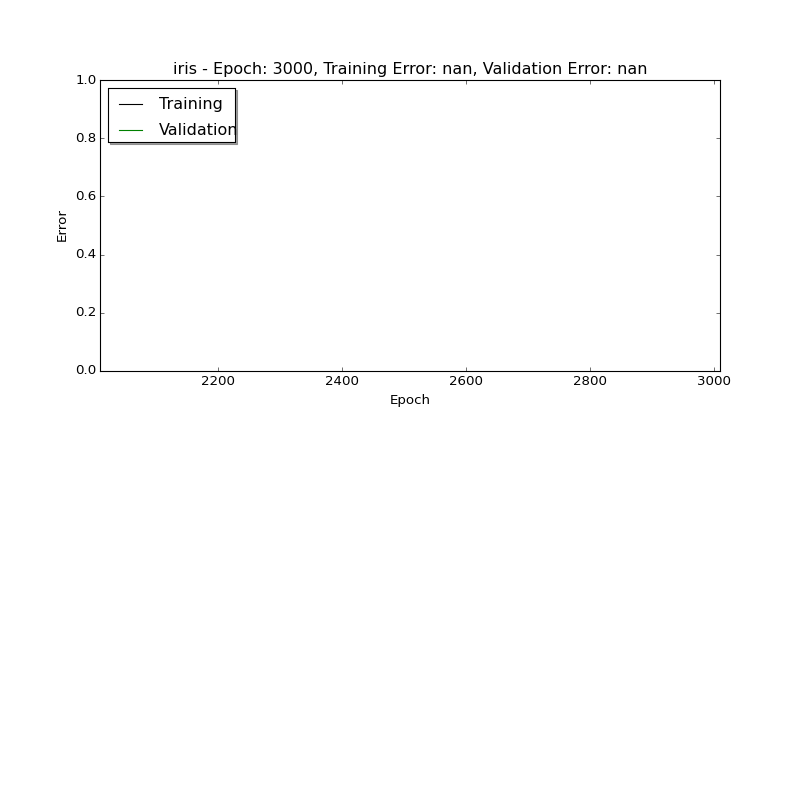 iris - Epoch: 3000, Training Error: nan, Validation Error: nan
1.0
Training
Validation
0.8
0.6
Error
0.4
0.2
0.0
2200 2400 2600 2800 3000
Epoch